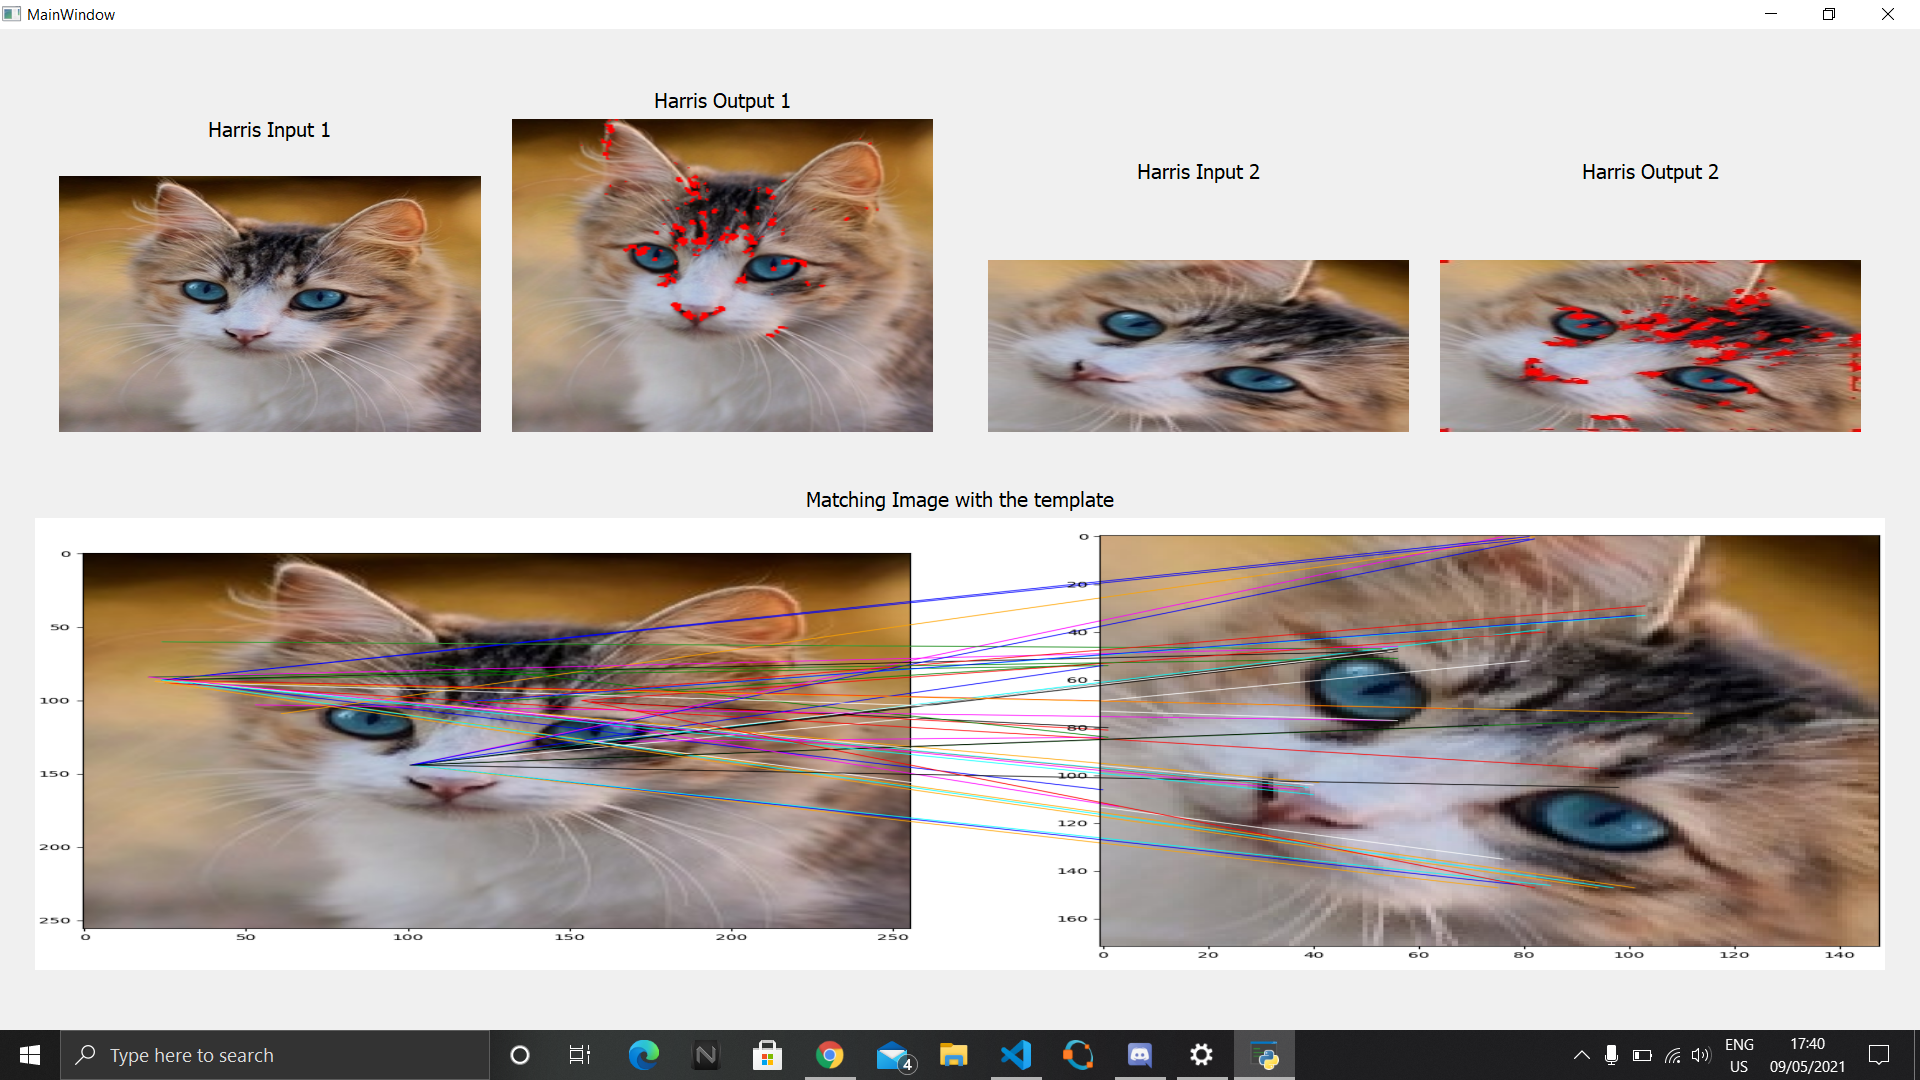 MainWindow
Harris Output 1
Harris Input 1
Harris Input 2
Harris Output 2
Matching Image with the template
0
50
100
150
200
250
0 50 100 150 200 250
0
20
40
60
80
100
120
140
160
0 20 40 60 80 100 120 140
Type here to search
N
4
ENG
US
17:40
09/05/2021